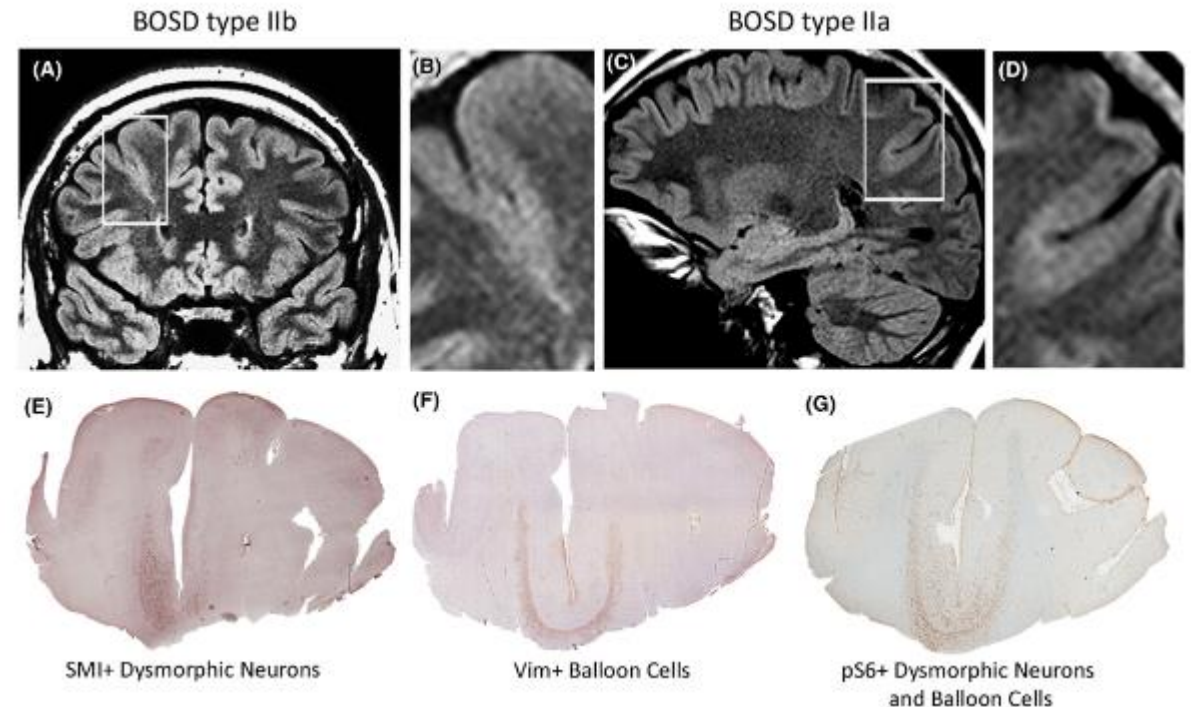 BOSD type IIb
BOSD type IIa
(A)
(B)
(C)
(D)
(E)
(F)
(G)
SMI+ Dysmorphic Neurons
Vim+ Balloon Cells
pS6+ Dysmorphic Neurons
and Balloon Cells